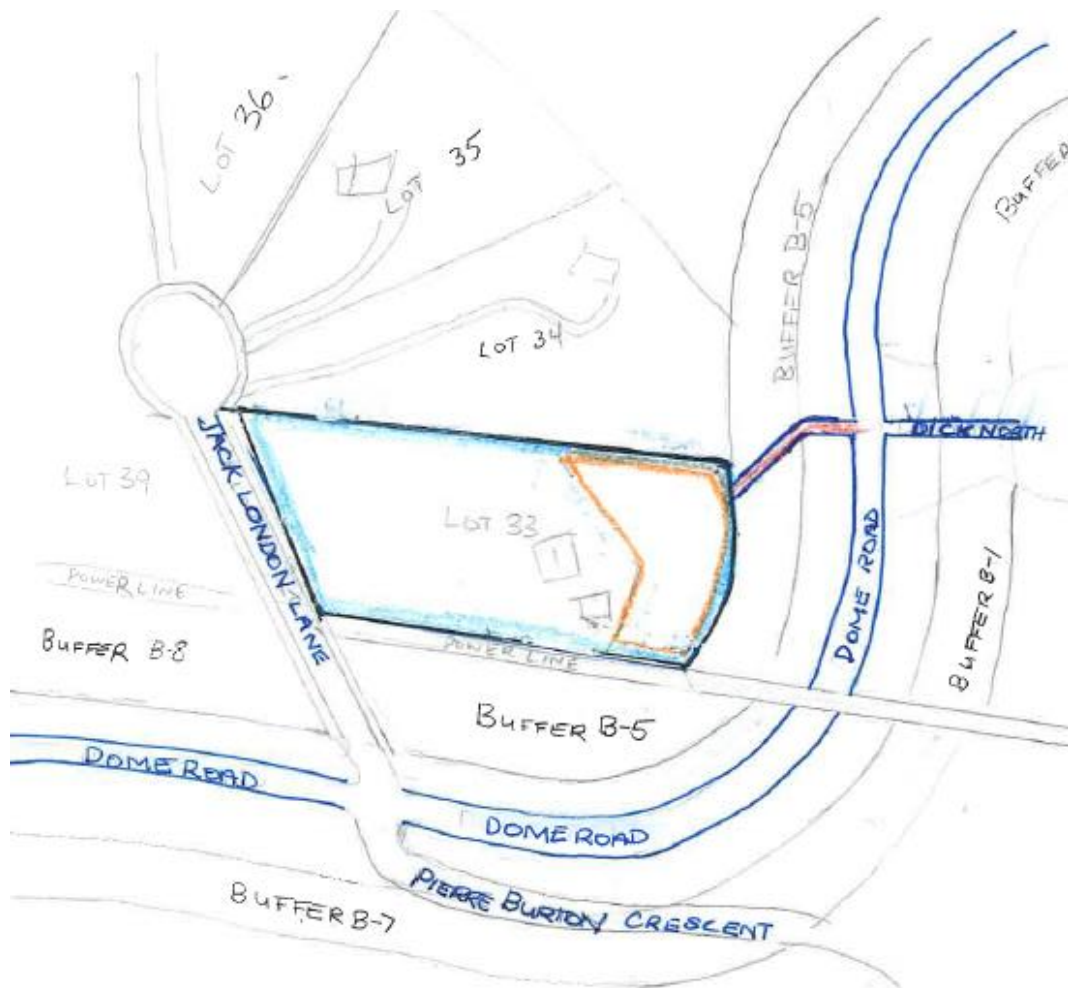 LOT 36
LOT 35
BUFFER B-5
BUFFER
LOT 34
DICK NORTH
JACK LONDON LANE
LOT 39
LOT 33
DOME ROAD
POWER LINE
BUFFER B-1
BUFFER B-8
POWER LINE
BUFFER B-5
DOME ROAD
DOME ROAD
PIERRE BURTON CRESCENT
BUFFER B-7